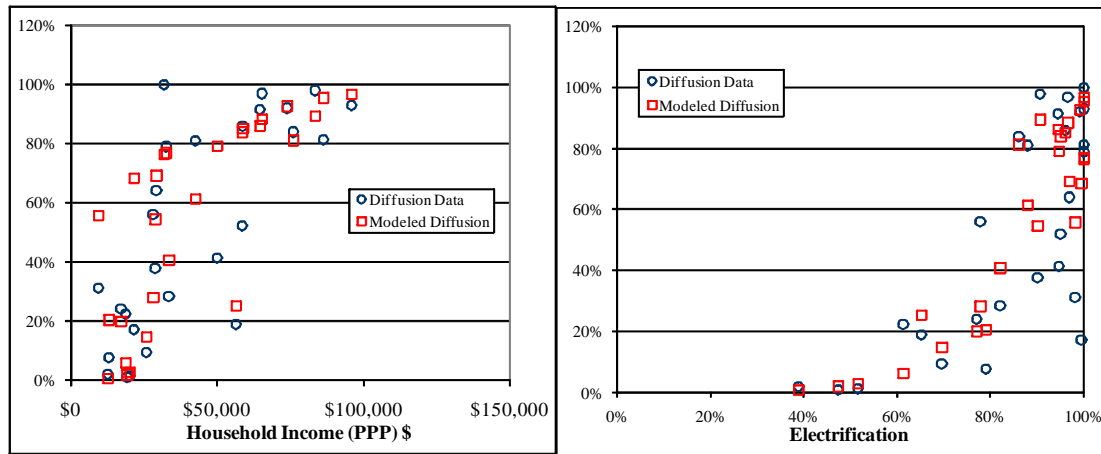 120%
100%
80%
60%
40%
20%
0%
Diffusion Data
Modeled Diffusion
$0 $50,000 $100,000 $150,000
Household Income (PPP) $
120%
100%
80%
60%
40%
20%
0%
Diffusion Data
Modeled Diffusion
0% 20% 40% 60% 80% 100%
Electrification